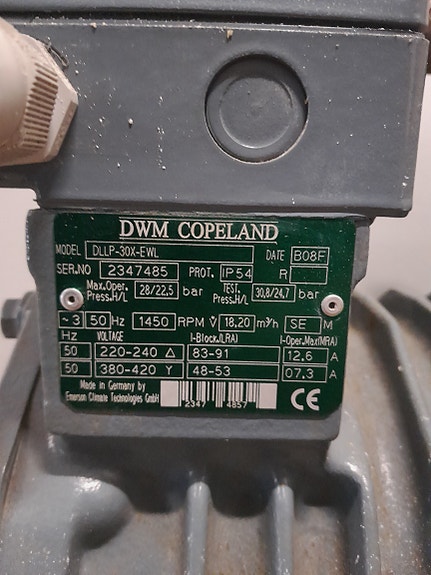 DWM COPELAND
MODEL DLLP-30X-EWL DATE B08F
SER.NO 2347485 PROT. IP54 R
Max.Oper. Press.H/L 28/22,5 bar TEST. Press.H/L 30,8/24,7 bar
~3 50 Hz 1450 RPM V̇ 18,20 m³/h SE M
Hz VOLTAGE I-Block.(LRA) I-Oper.Max(MRA)
50 220-240 Δ 83-91 12.6 A
50 380-420 Y 48-53 07.3 A
Made in Germany by
Emerson Climate Technologies GmbH
2347 4857 CE